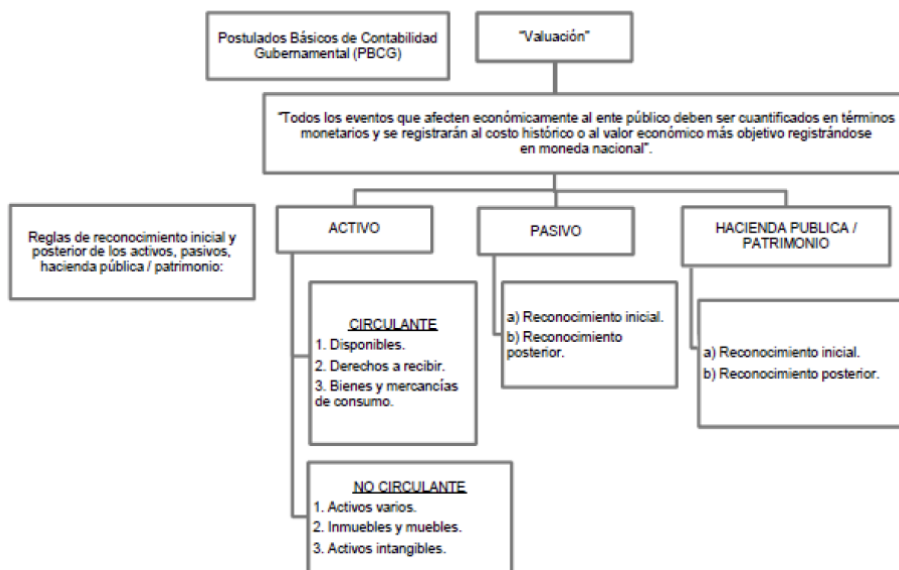 Postulados Básicos de Contabilidad
Gubernamental (PBCG)
"Valuación"
"Todos los eventos que afecten económicamente al ente público deben ser cuantificados en términos
monetarios y se registrarán al costo histórico o al valor económico más objetivo registrándose
en moneda nacional".
Reglas de reconocimiento inicial y
posterior de los activos, pasivos,
hacienda pública / patrimonio:
ACTIVO
PASIVO
HACIENDA PUBLICA /
PATRIMONIO
CIRCULANTE
1. Disponibles.
2. Derechos a recibir.
3. Bienes y mercancías
de consumo.
a) Reconocimiento inicial.
b) Reconocimiento
posterior.
a) Reconocimiento inicial.
b) Reconocimiento posterior.
NO CIRCULANTE
1. Activos varios.
2. Inmuebles y muebles.
3. Activos intangibles.